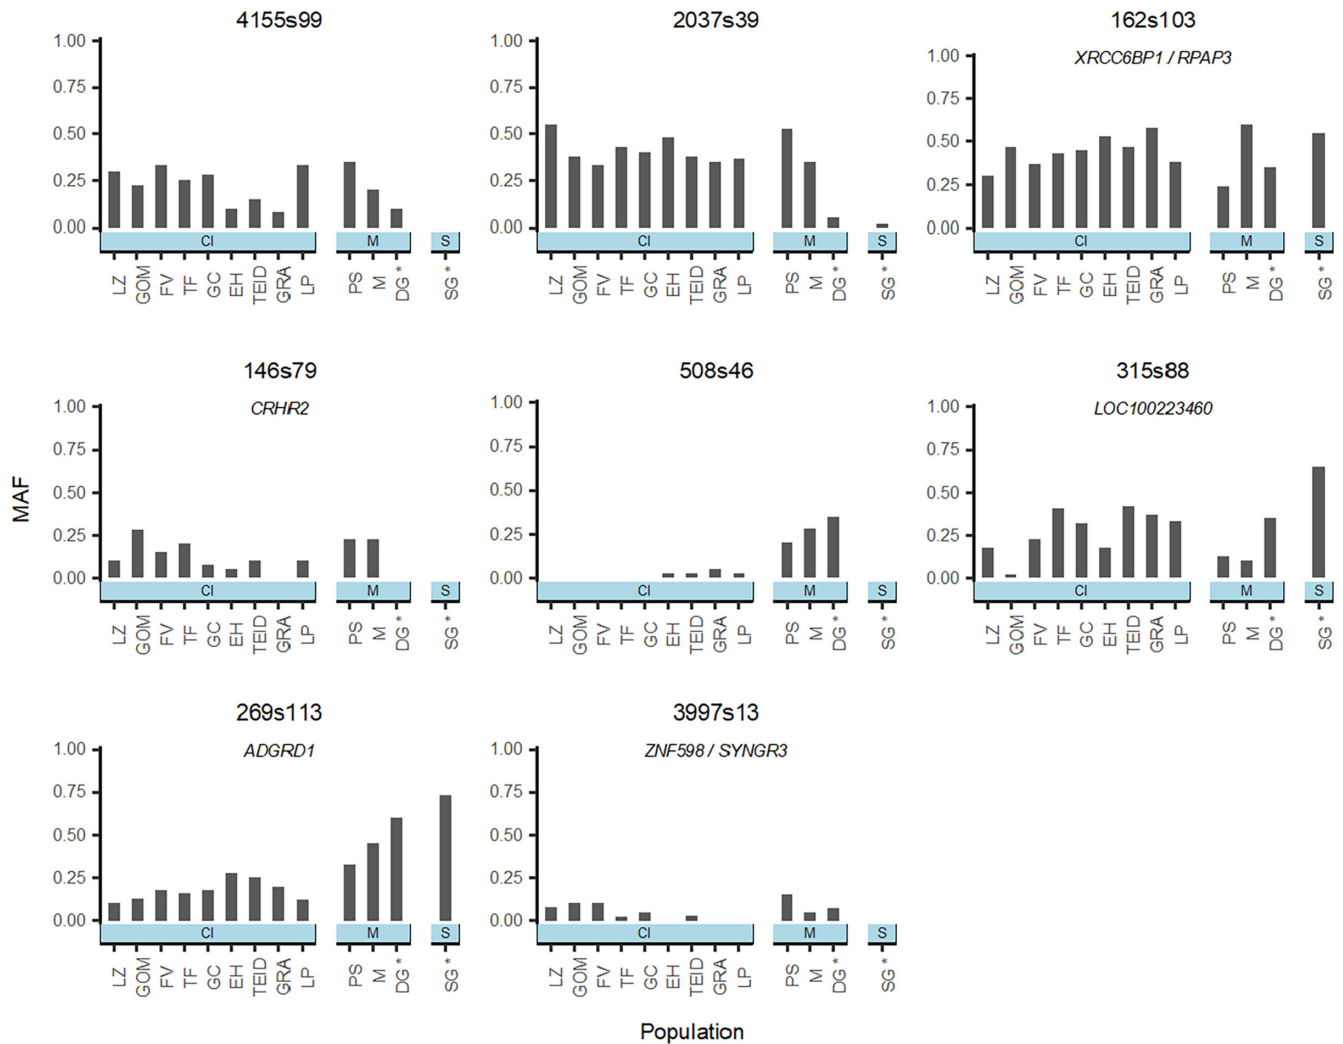 4155s99
2037s39
162s103
XRCC6BP1 / RPAP3
1.00
0.75
0.50
0.25
0.00
CI
M
S
LZ
GOM
FV
TF
GC
EH
TEID
GRA
LP
PS
M
DG *
SG *
1.00
0.75
0.50
0.25
0.00
CI
M
S
LZ
GOM
FV
TF
GC
EH
TEID
GRA
LP
PS
M
DG *
SG *
1.00
0.75
0.50
0.25
0.00
CI
M
S
LZ
GOM
FV
TF
GC
EH
TEID
GRA
LP
PS
M
DG *
SG *
MAF
146s79
CRHR2
508s46
315s88
LOC100223460
1.00
0.75
0.50
0.25
0.00
CI
M
S
LZ
GOM
FV
TF
GC
EH
TEID
GRA
LP
PS
M
DG *
SG *
1.00
0.75
0.50
0.25
0.00
CI
M
S
LZ
GOM
FV
TF
GC
EH
TEID
GRA
LP
PS
M
DG *
SG *
1.00
0.75
0.50
0.25
0.00
CI
M
S
LZ
GOM
FV
TF
GC
EH
TEID
GRA
LP
PS
M
DG *
SG *
269s113
ADGRD1
3997s13
ZNF598 / SYNGR3
1.00
0.75
0.50
0.25
0.00
CI
M
S
LZ
GOM
FV
TF
GC
EH
TEID
GRA
LP
PS
M
DG *
SG *
1.00
0.75
0.50
0.25
0.00
CI
M
S
LZ
GOM
FV
TF
GC
EH
TEID
GRA
LP
PS
M
DG *
SG *
Population